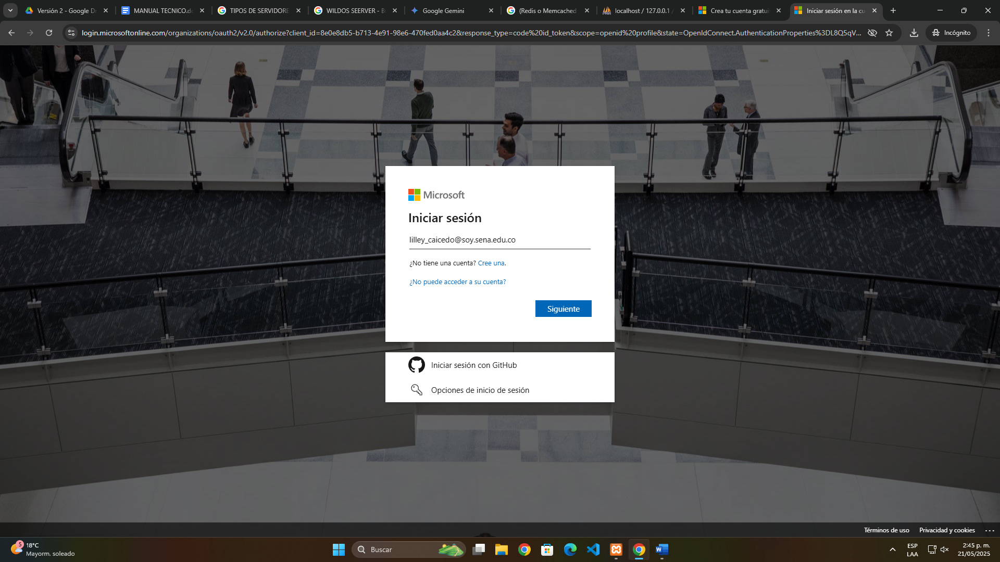 Versión 2 - Google Dr
MANUAL TECNICO.do
TIPOS DE SERVIDORE
WILDOS SEERVER - B
Google Gemini
(Redis o Memcached
localhost / 127.0.0.1 /
Crea tu cuenta gratui
Iniciar sesión en la cu
login.microsoftonline.com/organizations/oauth2/v2.0/authorize?client_id=8e0e8db5-b713-4e91-98e6-470fed0aa4c2&response_type=code%20id_token&scope=openid%20profile&state=OpenIdConnect.AuthenticationProperties%3DL8Q5qV...
Incógnito
Microsoft
Iniciar sesión
lilley_caicedo@soy.sena.edu.co
¿No tiene una cuenta? Cree una.
¿No puede acceder a su cuenta?
Siguiente
Iniciar sesión con GitHub
Opciones de inicio de sesión
Términos de uso
Privacidad y cookies
...
5
18°C
Mayorm. soleado
Buscar
ESP
LAA
2:45 p. m.
21/05/2025